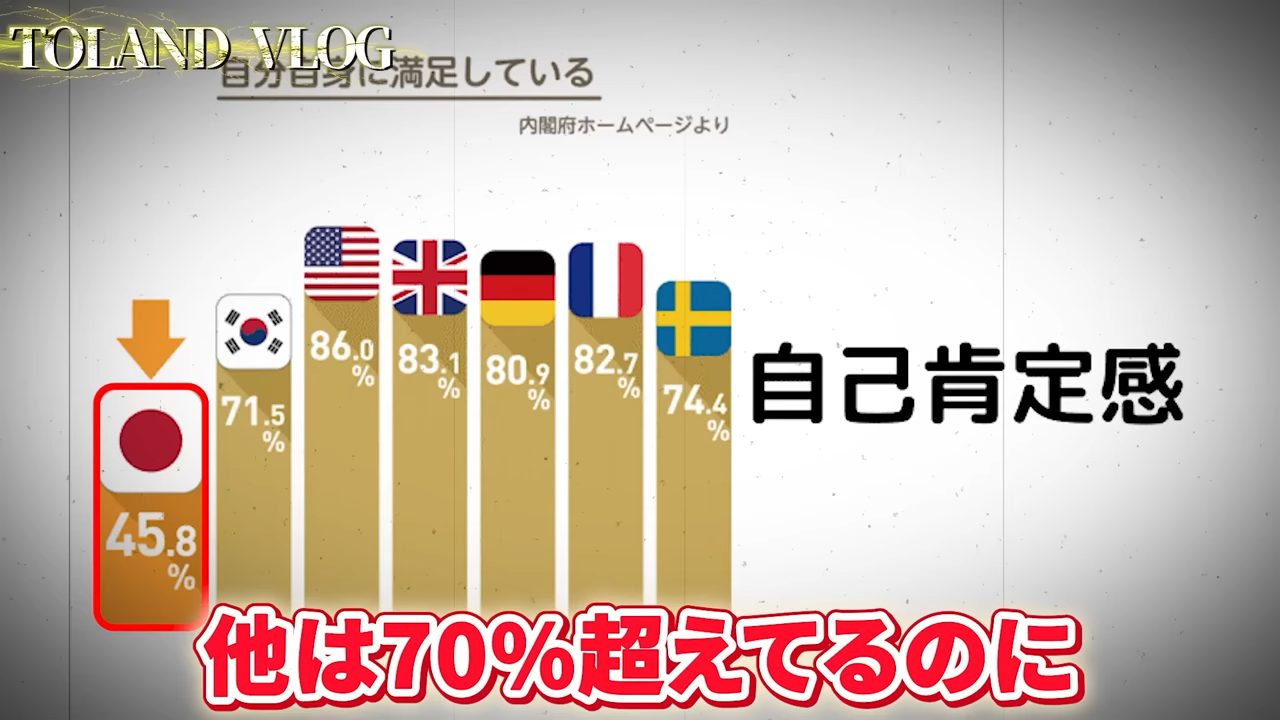 TOLAND VLOG
自分自身に満足している
内閣府ホームページより
86.0%
83.1%
80.9%
82.7%
71.5%
74.4%
45.8%
自己肯定感
他は70%超えてるのに